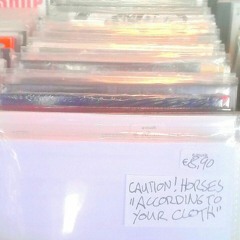 €8,90
CAUTION! HORSES
"ACCORDING TO
YOUR CLOTH"